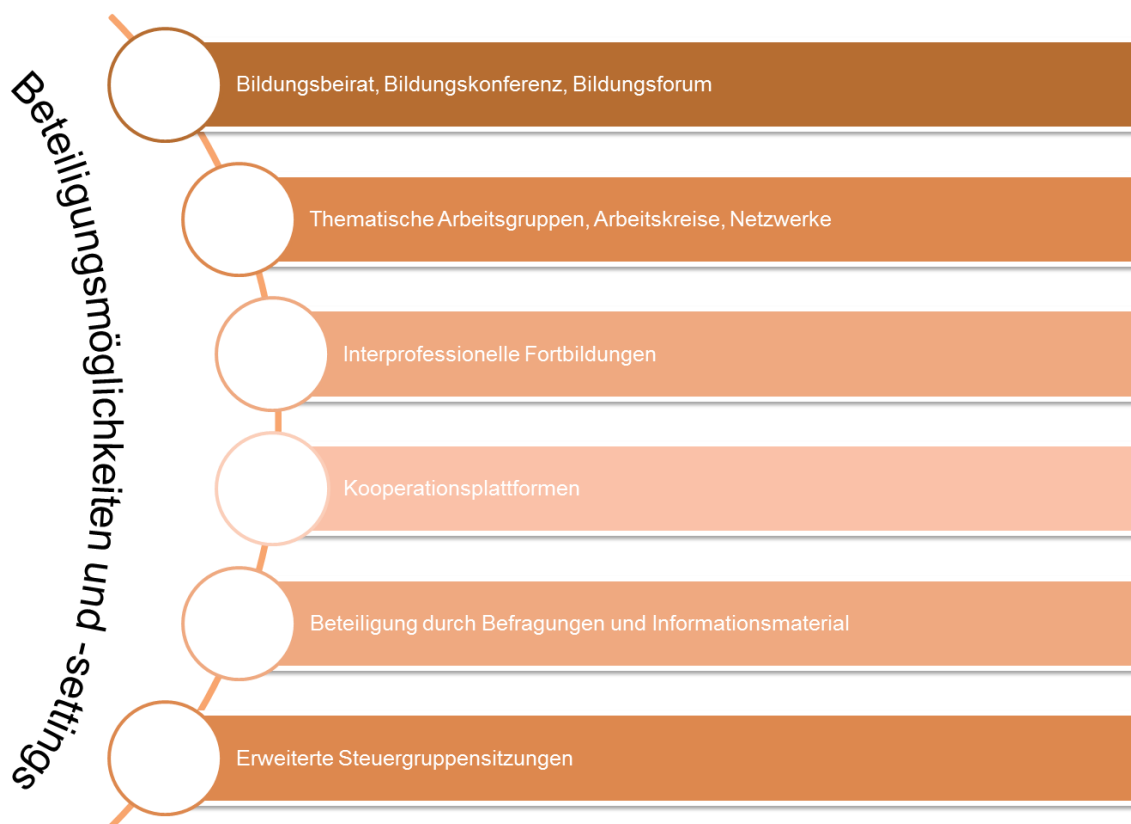 Beteiligungsmöglichkeiten und -settings
Bildungsbeirat, Bildungskonferenz, Bildungsforum
Thematische Arbeitsgruppen, Arbeitskreise, Netzwerke
Interprofessionelle Fortbildungen
Kooperationsplattformen
Beteiligung durch Befragungen und Informationsmaterial
Erweiterte Steuergruppensitzungen